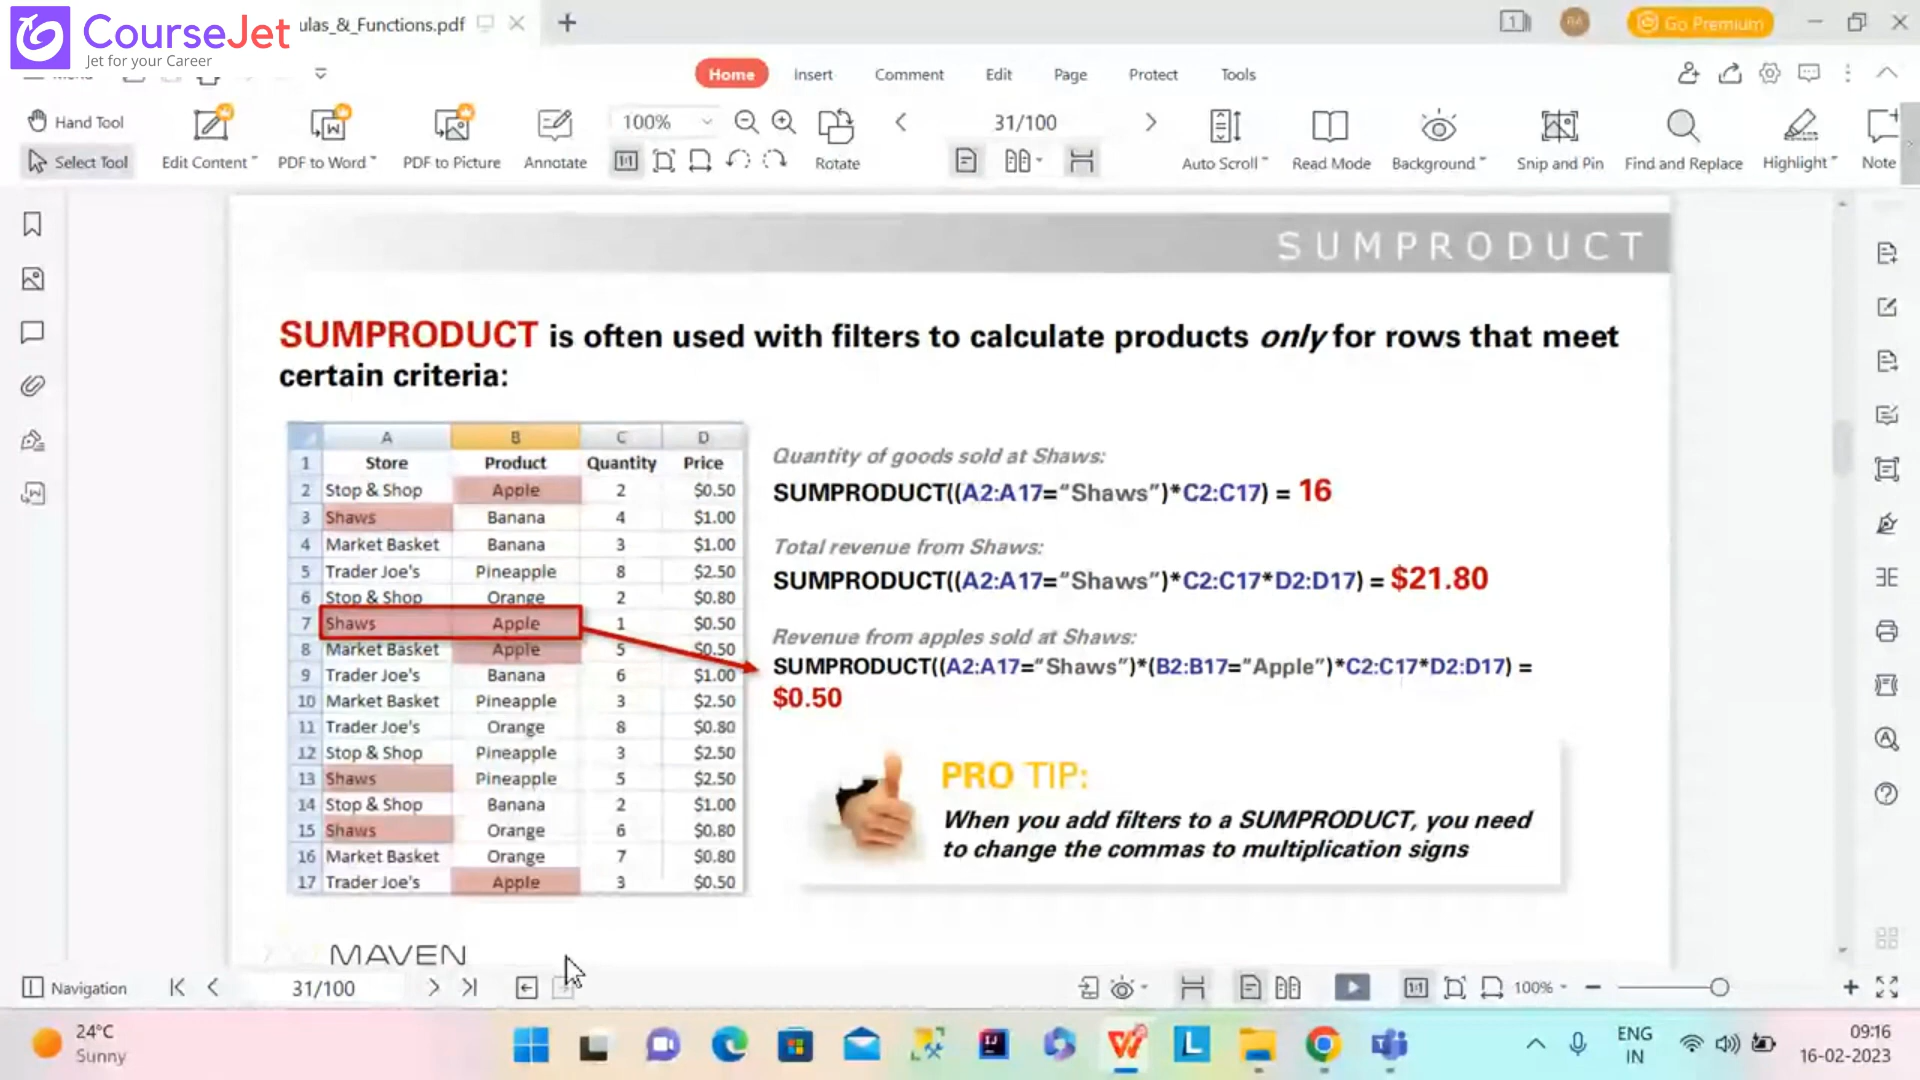 CourseJet
Jet for your Career
ulas_&_Functions.pdf
1
Go Premium
Home
Insert
Comment
Edit
Page
Protect
Tools
Hand Tool
Select Tool
Edit Content
PDF to Word
PDF to Picture
Annotate
100%
Rotate
31/100
Auto Scroll
Read Mode
Background
Snip and Pin
Find and Replace
Highlight
Note
SUMPRODUCT
SUMPRODUCT is often used with filters to calculate products only for rows that meet
certain criteria:
A B C D
1 Store Product Quantity Price
2 Stop & Shop Apple 2 $0.50
3 Shaws Banana 4 $1.00
4 Market Basket Banana 3 $1.00
5 Trader Joe's Pineapple 8 $2.50
6 Stop & Shop Orange 2 $0.80
7 Shaws Apple 1 $0.50
8 Market Basket Apple 5 $0.50
9 Trader Joe's Banana 6 $1.00
10 Market Basket Pineapple 3 $2.50
11 Trader Joe's Orange 8 $0.80
12 Stop & Shop Pineapple 3 $2.50
13 Shaws Pineapple 5 $2.50
14 Stop & Shop Banana 2 $1.00
15 Shaws Orange 6 $0.80
16 Market Basket Orange 7 $0.80
17 Trader Joe's Apple 3 $0.50
Quantity of goods sold at Shaws:
SUMPRODUCT((A2:A17=“Shaws”)*C2:C17) = 16
Total revenue from Shaws:
SUMPRODUCT((A2:A17=“Shaws”)*C2:C17*D2:D17) = $21.80
Revenue from apples sold at Shaws:
SUMPRODUCT((A2:A17=“Shaws”)*(B2:B17=“Apple”)*C2:C17*D2:D17) =
$0.50
PRO TIP:
When you add filters to a SUMPRODUCT, you need
to change the commas to multiplication signs
MAVEN
Navigation
31/100
100%
24°C
Sunny
ENG
IN
09:16
16-02-2023